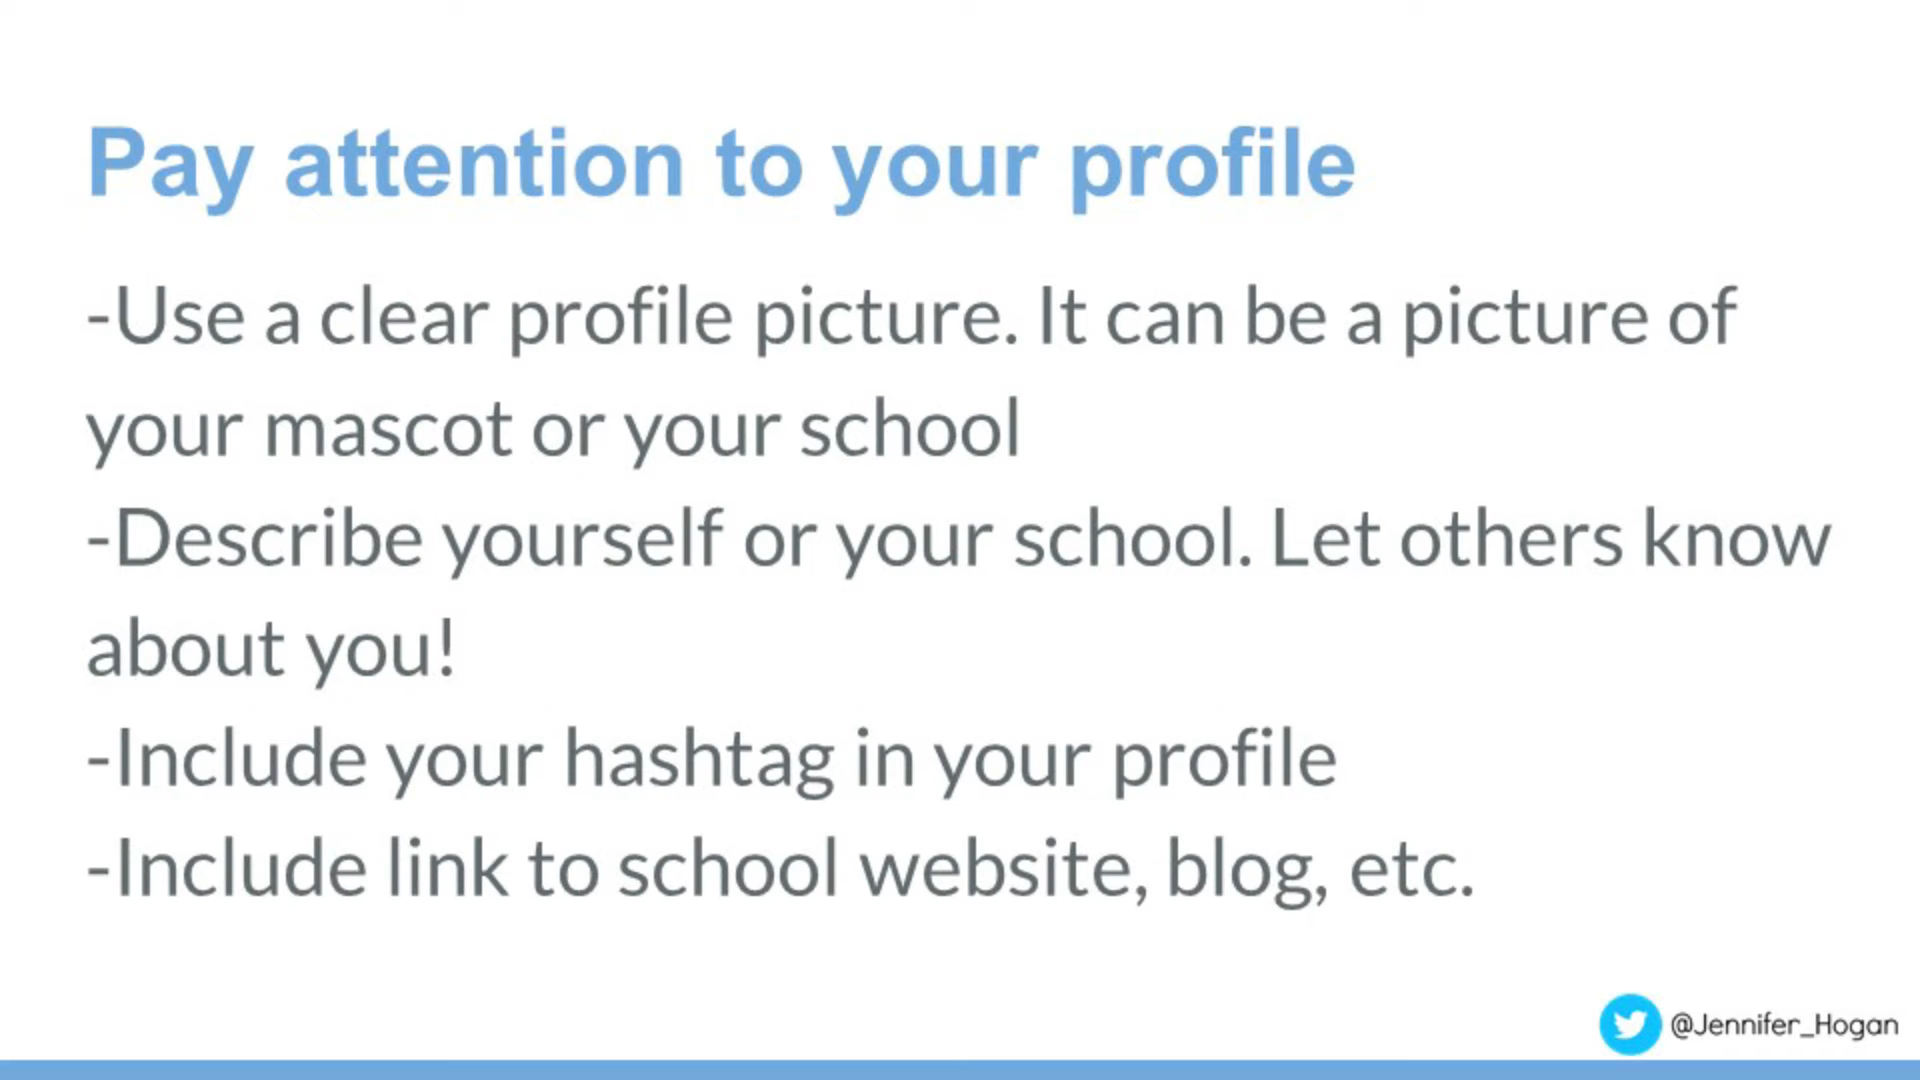 Pay attention to your profile
-Use a clear profile picture. It can be a picture of
your mascot or your school
-Describe yourself or your school. Let others know
about you!
-Include your hashtag in your profile
-Include link to school website, blog, etc.
@Jennifer_Hogan